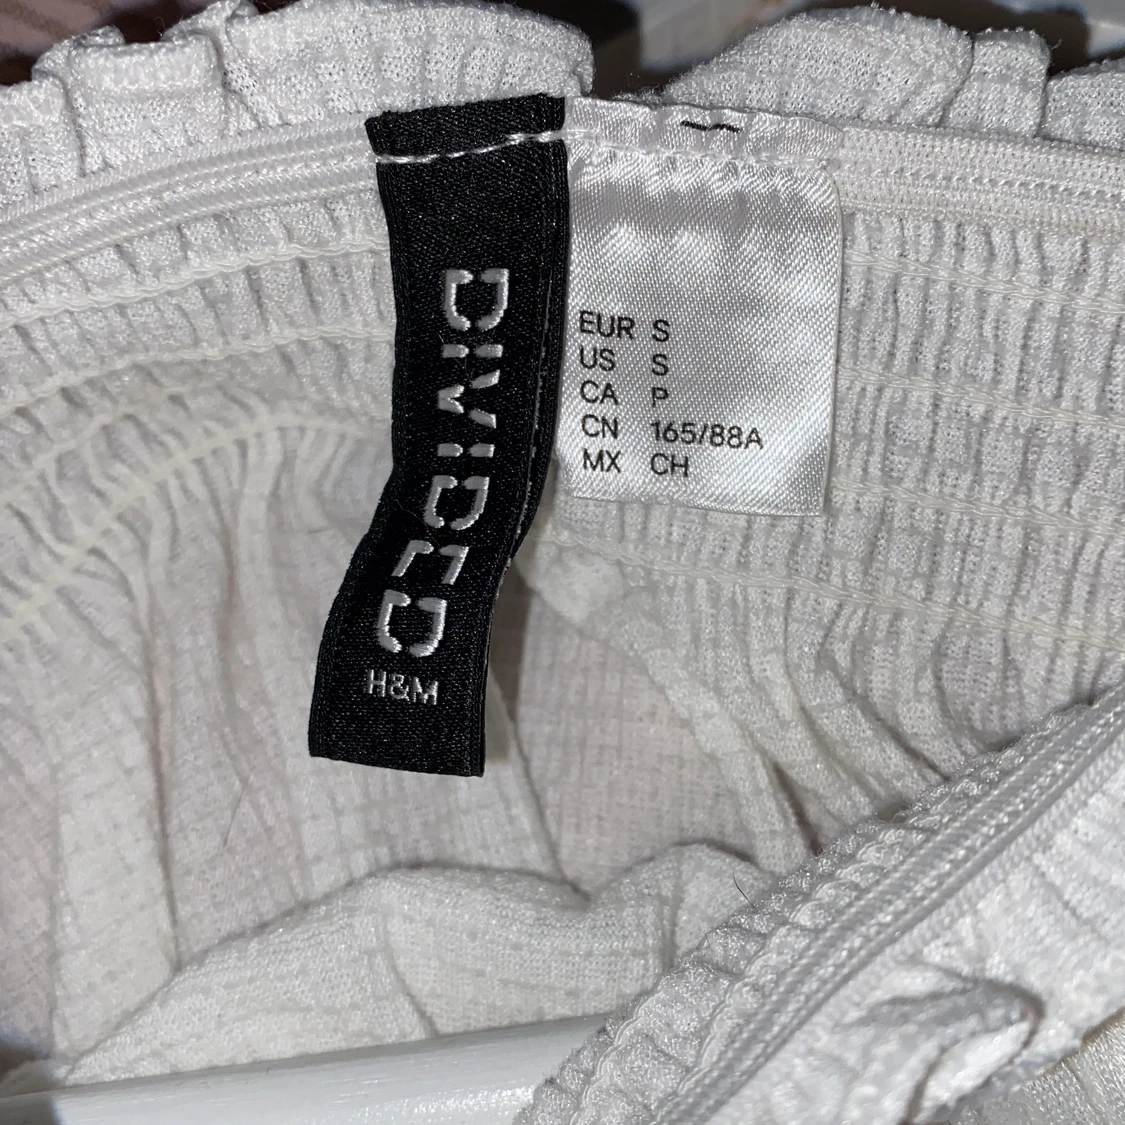 DIVIDED
H&M
EUR S
US S
CA P
CN 165/88A
MX CH